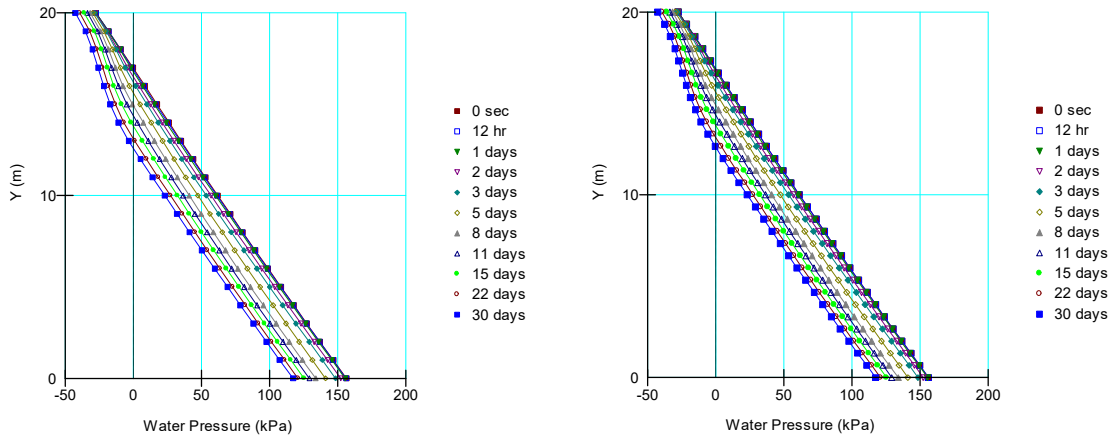 20
10
0
Y (m)
-50 0 50 100 150 200
Water Pressure (kPa)
0 sec
12 hr
1 days
2 days
3 days
5 days
8 days
11 days
15 days
22 days
30 days
20
10
0
Y (m)
-50 0 50 100 150 200
Water Pressure (kPa)
0 sec
12 hr
1 days
2 days
3 days
5 days
8 days
11 days
15 days
22 days
30 days